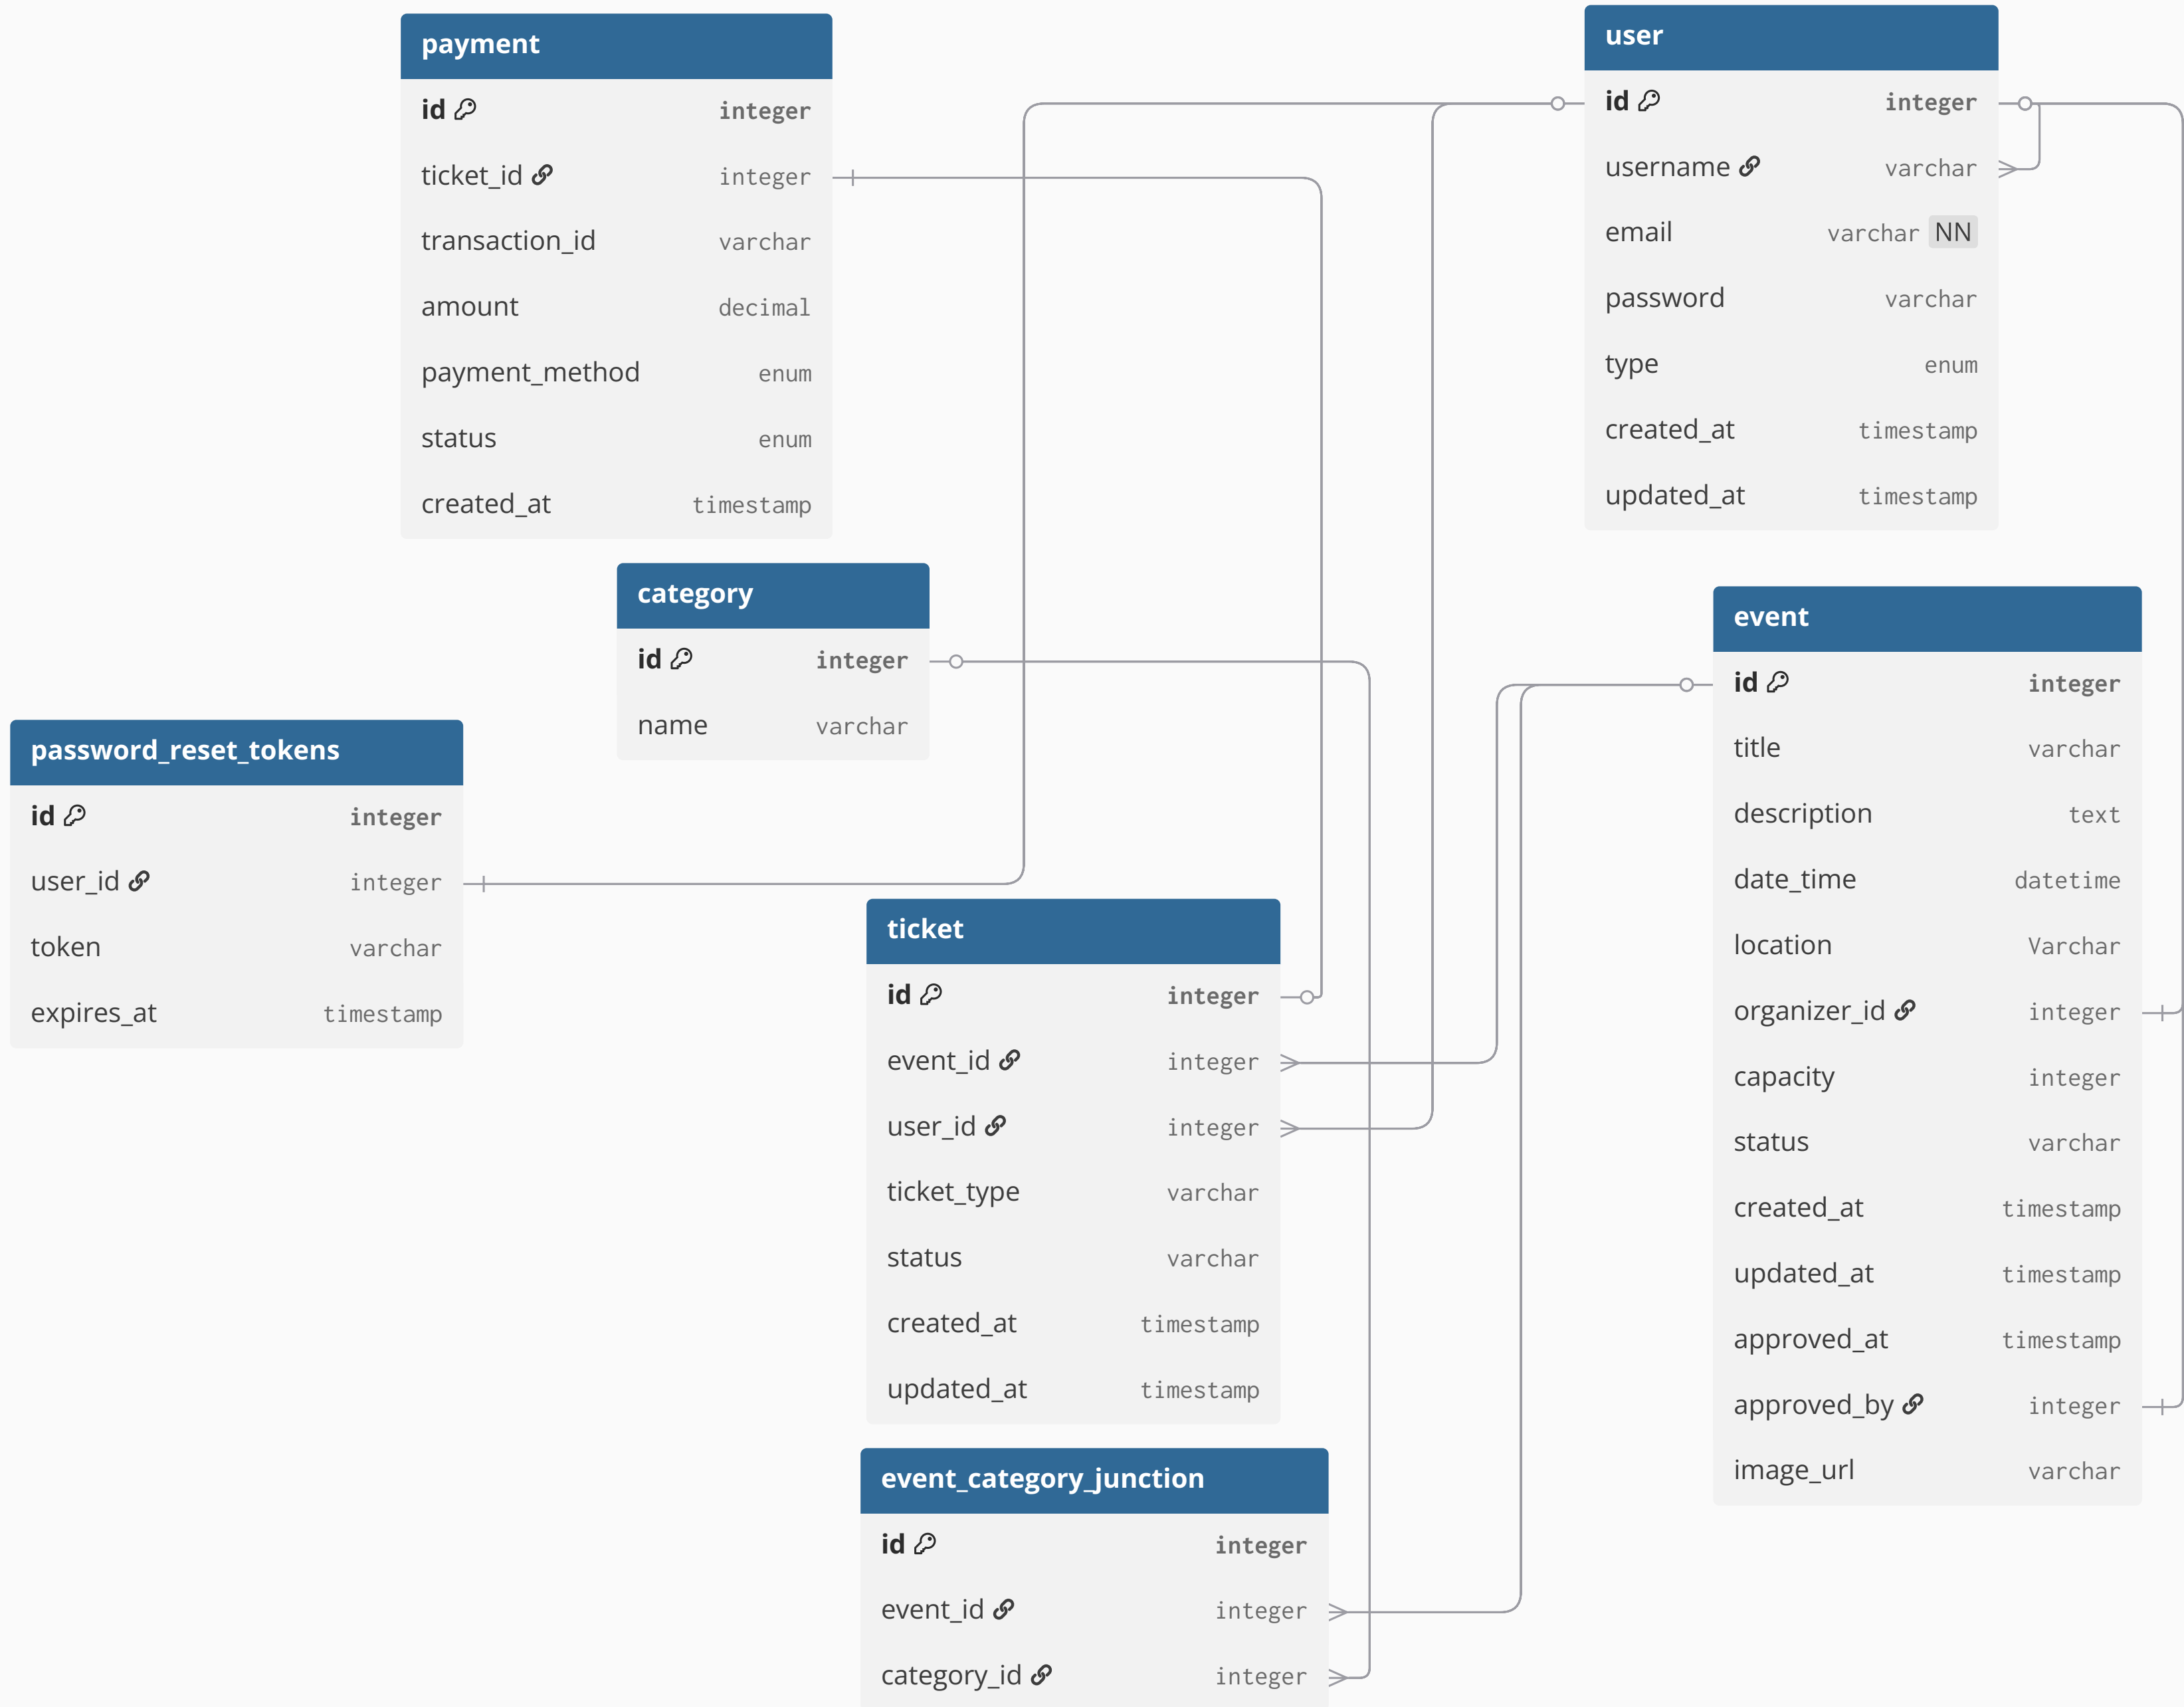 payment
id integer
ticket_id integer
transaction_id varchar
amount decimal
payment_method enum
status enum
created_at timestamp
user
id integer
username varchar
email varchar NN
password varchar
type enum
created_at timestamp
updated_at timestamp
category
id integer
name varchar
event
id integer
title varchar
description text
date_time datetime
location Varchar
organizer_id integer
capacity integer
status varchar
created_at timestamp
updated_at timestamp
approved_at timestamp
approved_by integer
image_url varchar
password_reset_tokens
id integer
user_id integer
token varchar
expires_at timestamp
ticket
id integer
event_id integer
user_id integer
ticket_type varchar
status varchar
created_at timestamp
updated_at timestamp
event_category_junction
id integer
event_id integer
category_id integer